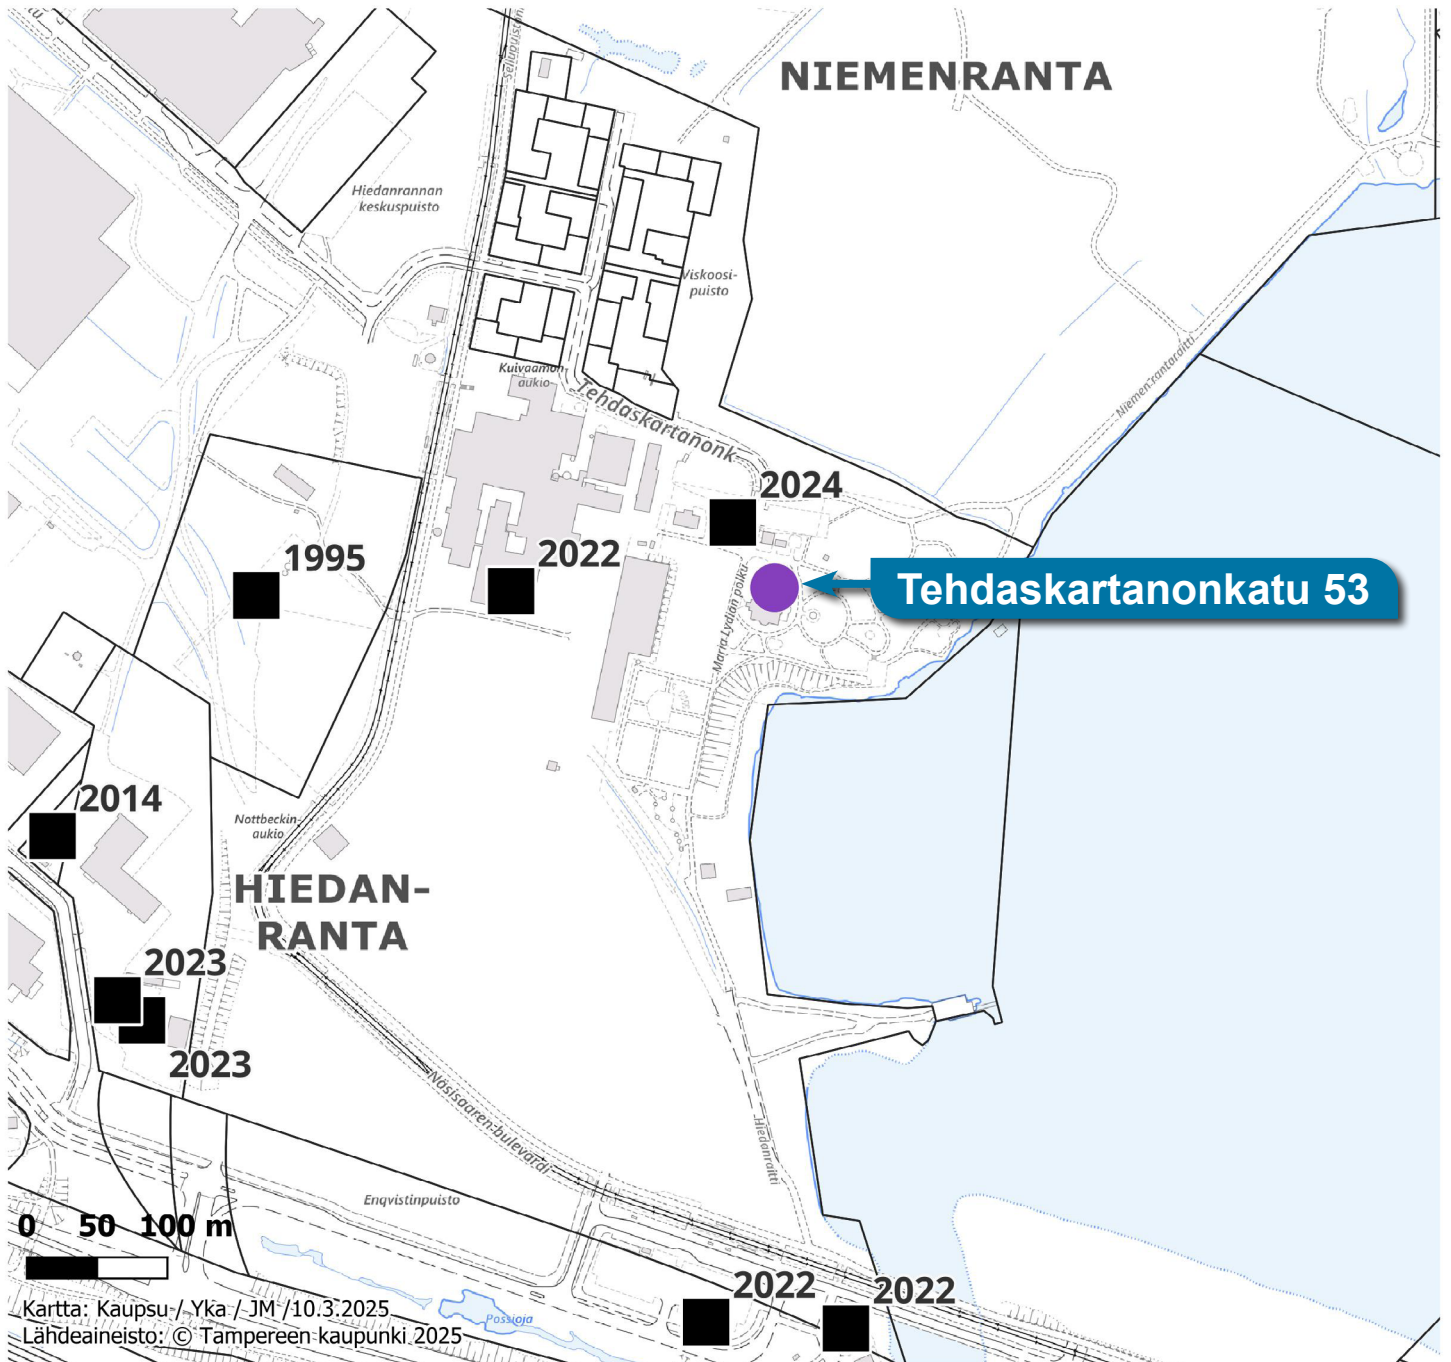 NIEMENRANTA
Hiedanrannan
keskuspuisto
Viskoosi-
puisto
Kuivaamon-
aukio
Tehdaskartanonk.
Niemenrantaraitti
2024
1995
2022
Tehdaskartanonkatu 53
Maria Lydian polku
2014
Nottbeckin-
aukio
HIEDAN-
RANTA
2023
2023
Näsisaaren-bulevardi
Hiedanraitti
Enqvistinpuisto
0 50 100 m
2022
2022
Possioja
Kartta: Kaupsu / Yka / JM /10.3.2025
Lähdeaineisto: © Tampereen kaupunki 2025